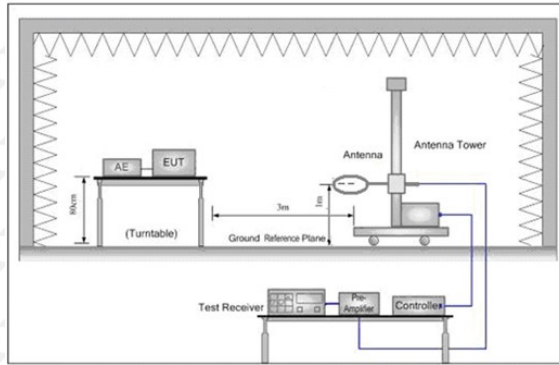 AE
EUT
80cm
(Turntable)
3m
Antenna
Antenna Tower
1m
Ground Reference Plane
Test Receiver
Pre-
Amplifier
Controller